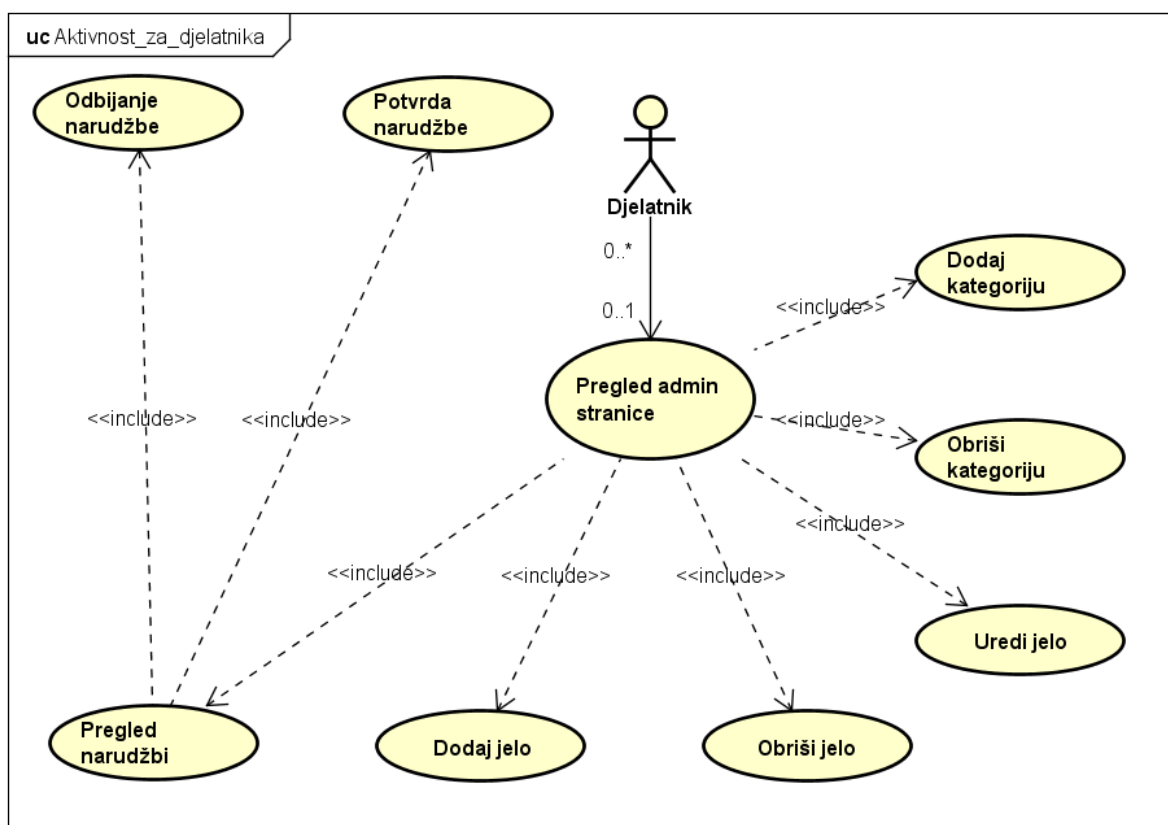 uc Aktivnost_za_djelatnika
Odbijanje
narudžbe
Potvrda
narudžbe
Djelatnik
0..*
0..1
Dodaj
kategoriju
<<include>>
Pregled admin
stranice
<<include>>
<<include>>
<<include>>
Obriši
kategoriju
<<include>>
<<include>>
<<include>>
<<include>>
Uredi jelo
Pregled
narudžbi
Dodaj jelo
Obriši jelo